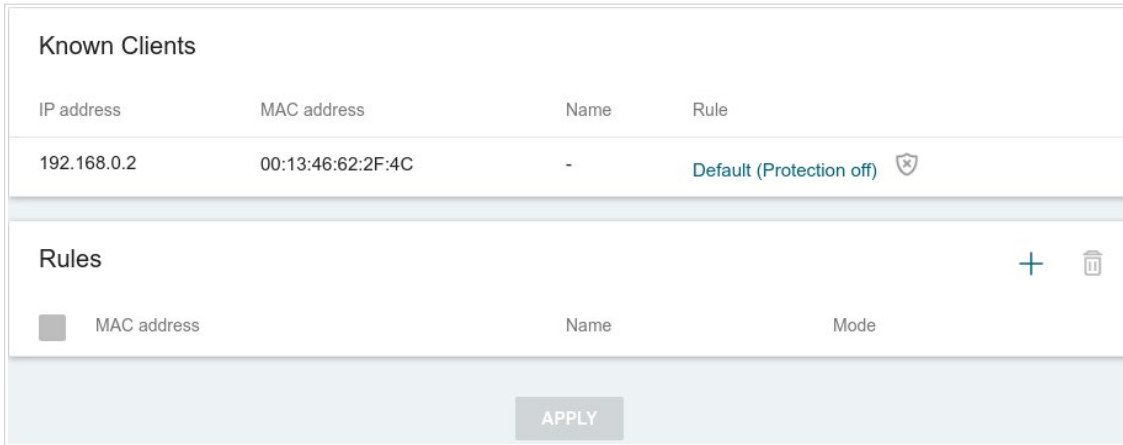 Known Clients
IP address MAC address Name Rule
192.168.0.2 00:13:46:62:2F:4C - Default (Protection off)
Rules
MAC address Name Mode
APPLY